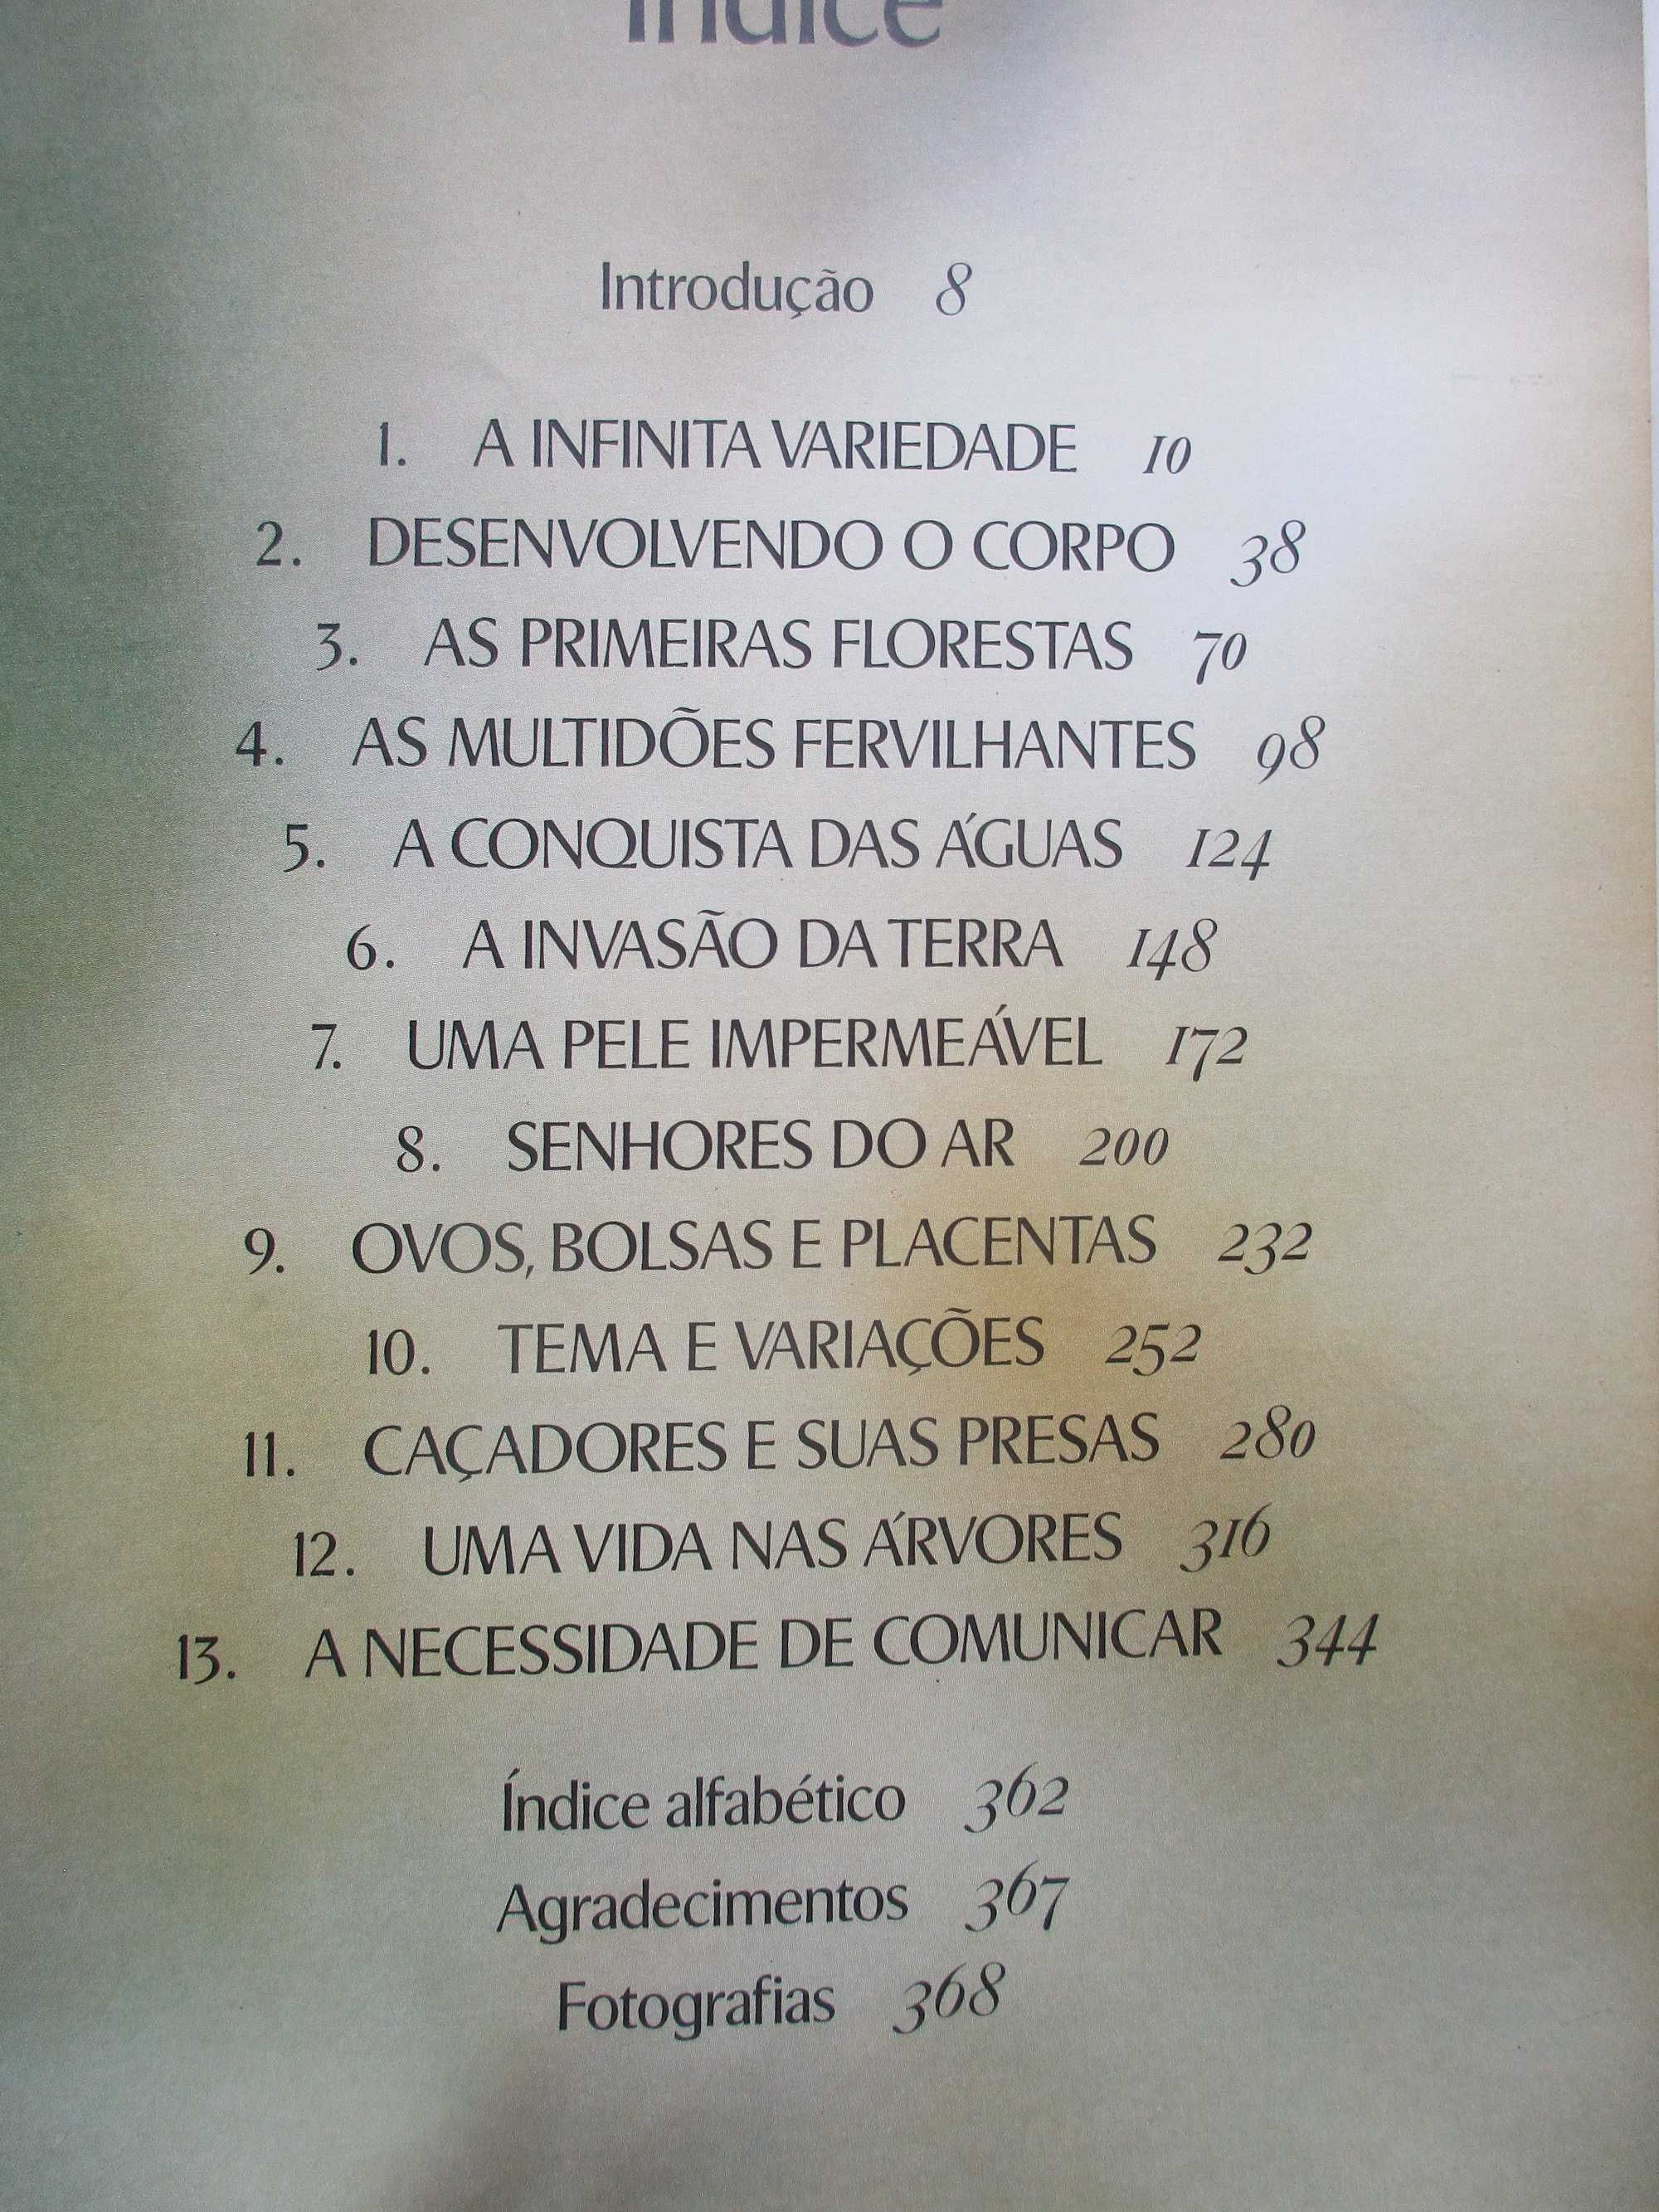 Índice
Introdução 8
1. A INFINITA VARIEDADE 10
2. DESENVOLVENDO O CORPO 38
3. AS PRIMEIRAS FLORESTAS 70
4. AS MULTIDÕES FERVILHANTES 98
5. A CONQUISTA DAS ÁGUAS 124
6. A INVASÃO DA TERRA 148
7. UMA PELE IMPERMEÁVEL 172
8. SENHORES DO AR 200
9. OVOS, BOLSAS E PLACENTAS 232
10. TEMA E VARIAÇÕES 252
11. CAÇADORES E SUAS PRESAS 280
12. UMA VIDA NAS ÁRVORES 316
13. A NECESSIDADE DE COMUNICAR 344
Índice alfabético 362
Agradecimentos 367
Fotografias 368